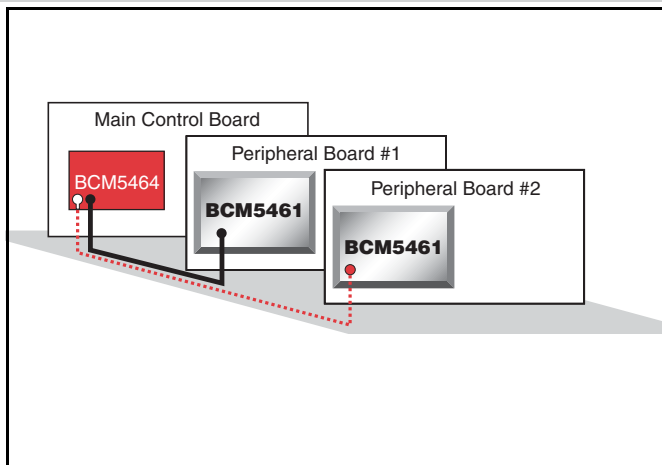 Main Control Board
BCM5464
Peripheral Board #1
BCM5461
Peripheral Board #2
BCM5461